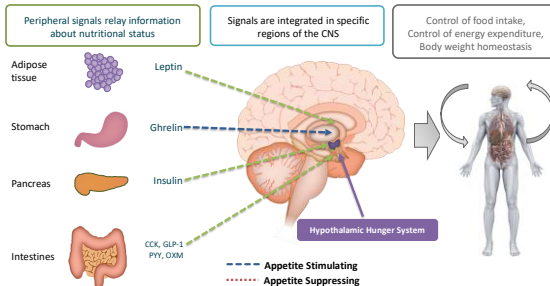 Peripheral signals relay information
about nutritional status
Signals are integrated in specific
regions of the CNS
Control of food intake,
Control of energy expenditure,
Body weight homeostasis
Adipose
tissue
Leptin
Stomach
Ghrelin
Pancreas
Insulin
Intestines
CCK, GLP-1
PYY, OXM
Hypothalamic Hunger System
Appetite Stimulating
Appetite Suppressing